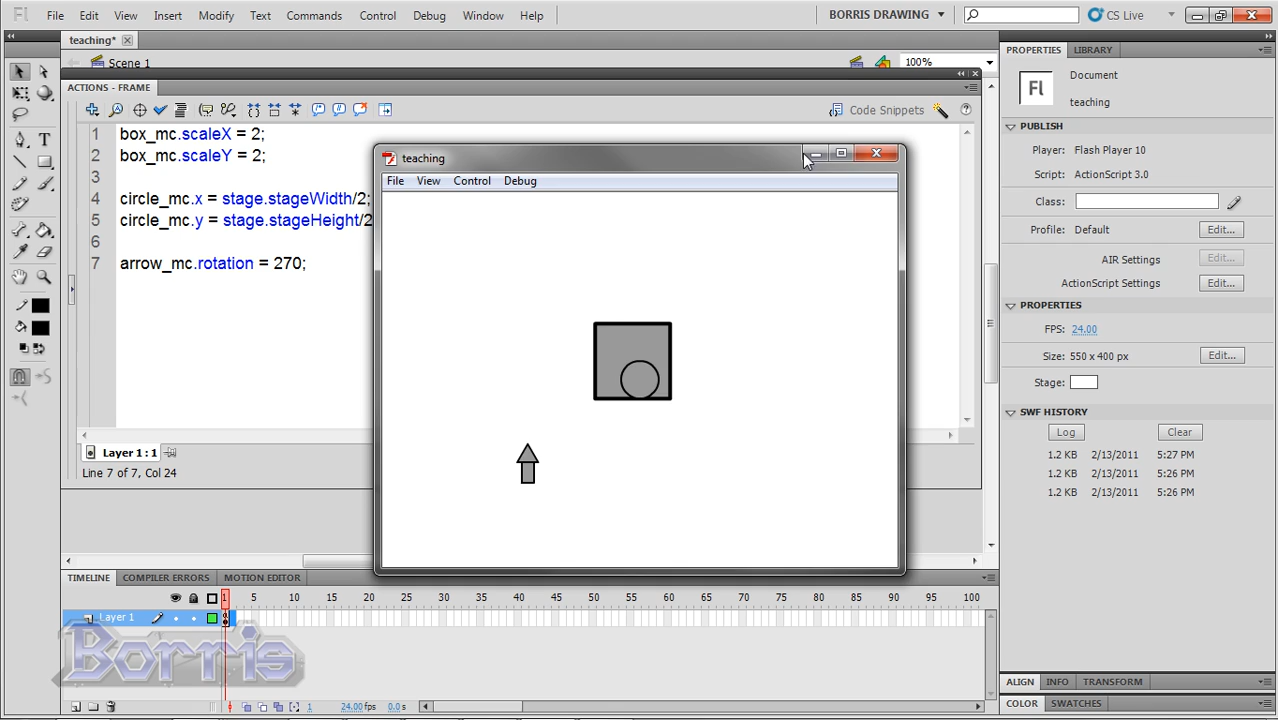 Fl File Edit View Insert Modify Text Commands Control Debug Window Help BORRIS DRAWING CS Live
teaching*
Scene 1 100%
ACTIONS - FRAME
Code Snippets
1 box_mc.scaleX = 2;
2 box_mc.scaleY = 2;
3
4 circle_mc.x = stage.stageWidth/2;
5 circle_mc.y = stage.stageHeight/2
6
7 arrow_mc.rotation = 270;
Layer 1 : 1
Line 7 of 7, Col 24
teaching
File View Control Debug
PROPERTIES LIBRARY
Fl
Document
teaching
PUBLISH
Player: Flash Player 10
Script: ActionScript 3.0
Class:
Profile: Default Edit...
AIR Settings Edit...
ActionScript Settings Edit...
PROPERTIES
FPS: 24.00
Size: 550 x 400 px Edit...
Stage:
SWF HISTORY
Log Clear
1.2 KB 2/13/2011 5:27 PM
1.2 KB 2/13/2011 5:26 PM
1.2 KB 2/13/2011 5:26 PM
ALIGN INFO TRANSFORM
COLOR SWATCHES
TIMELINE COMPILER ERRORS MOTION EDITOR
1 5 10 15 20 25 30 35 40 45 50 55 60 65 70 75 80 85 90 95 100
Layer 1
Borris
1 24.00 fps 0.0 s